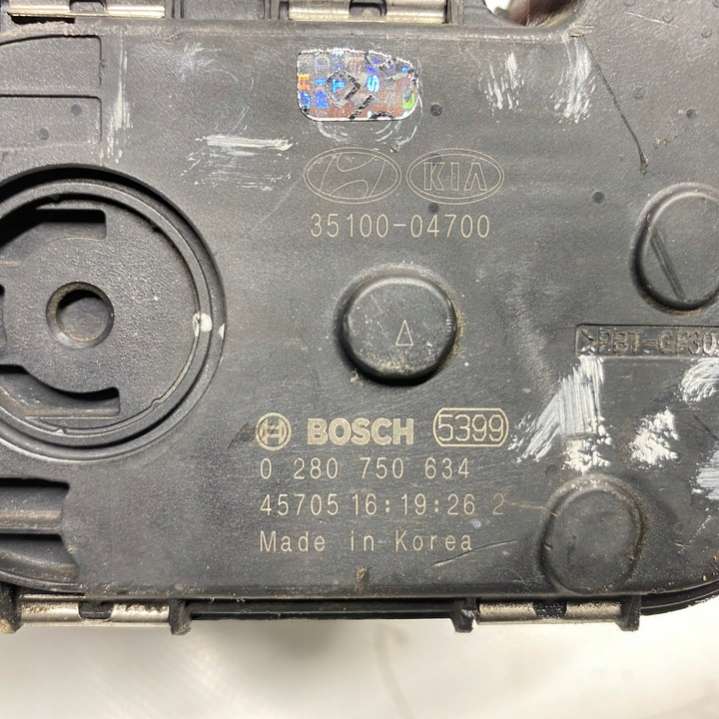 KIA
35100-04700
BOSCH 5399
0 280 750 634
45705 16:19:26 2
Made in Korea